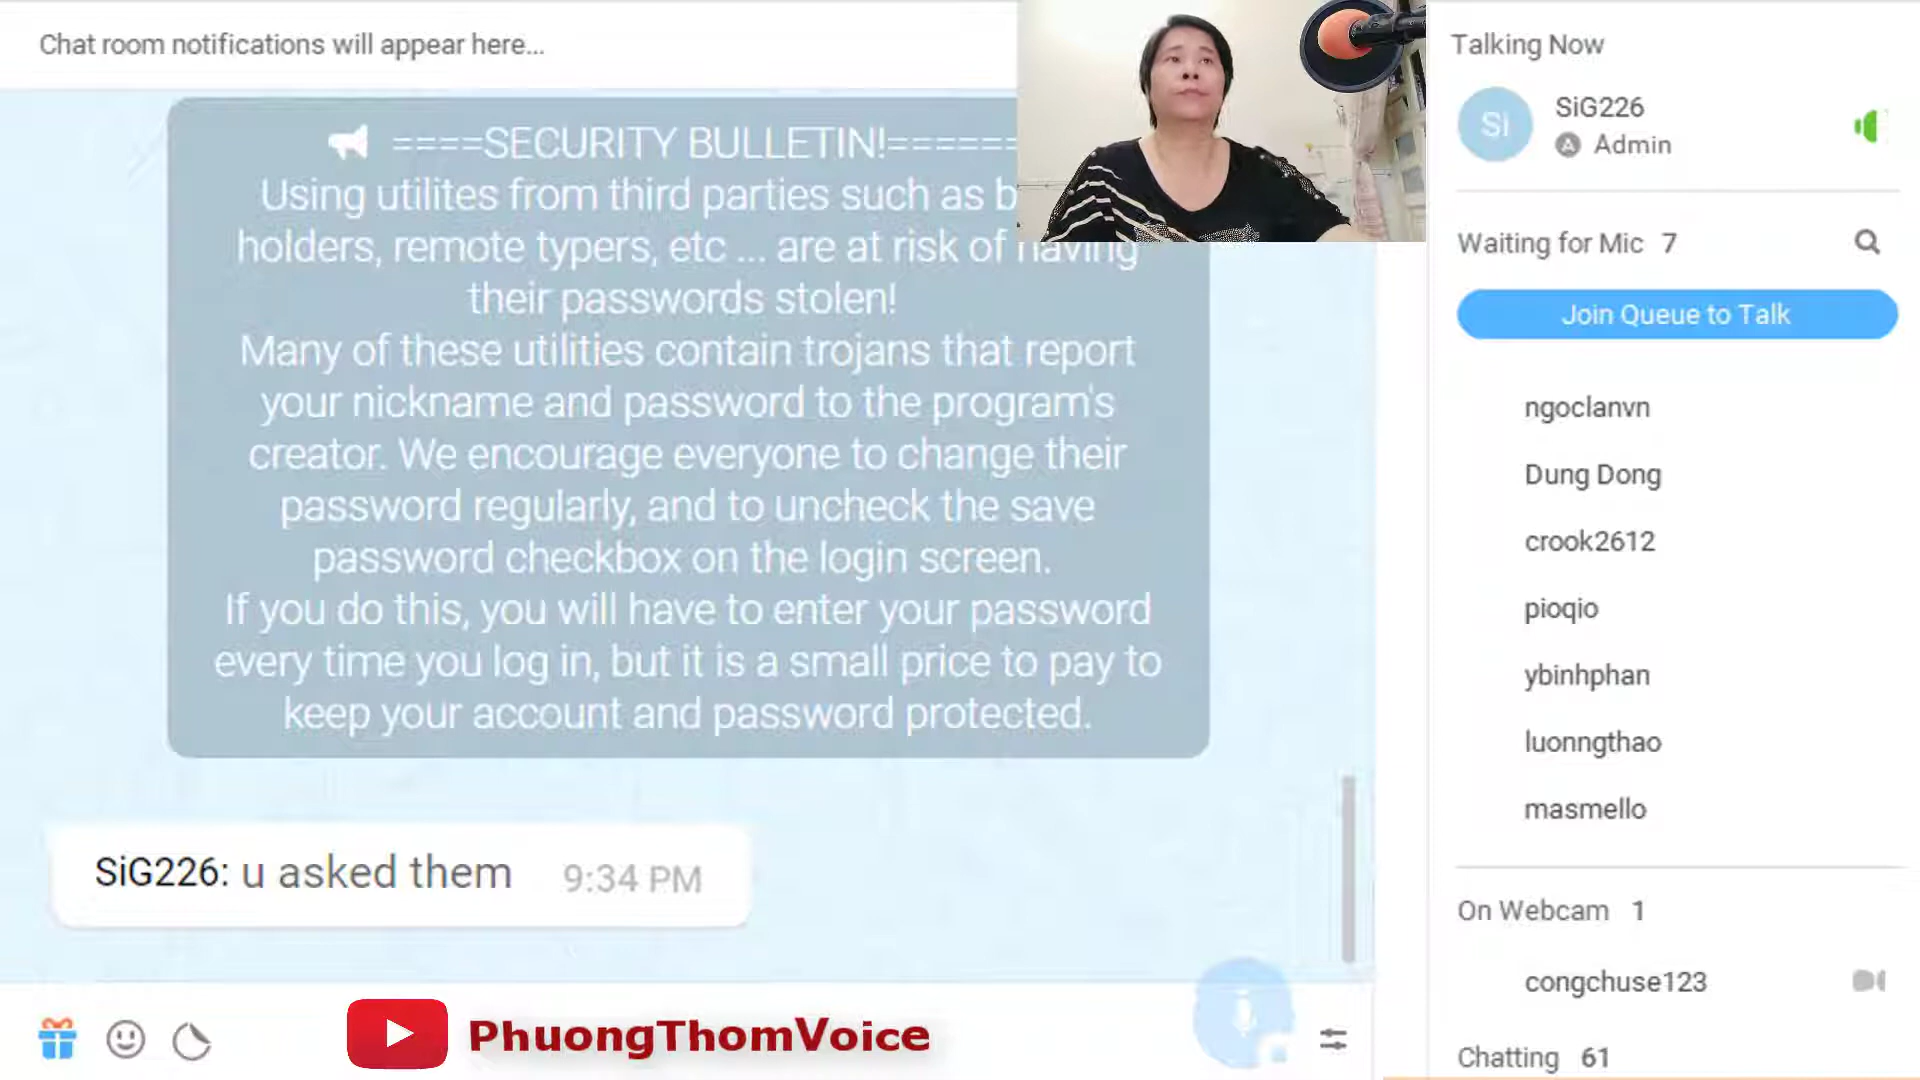 Chat room notifications will appear here...
====SECURITY BULLETIN!======
Using utilites from third parties such as
holders, remote typers, etc ... are at risk of having
their passwords stolen!
Many of these utilities contain trojans that report
your nickname and password to the program's
creator. We encourage everyone to change their
password regularly, and to uncheck the save
password checkbox on the login screen.
If you do this, you will have to enter your password
every time you log in, but it is a small price to pay to
keep your account and password protected.
SiG226: u asked them 9:34 PM
PhuongThomVoice
Talking Now
Si
SiG226
A Admin
Waiting for Mic 7
Join Queue to Talk
ngoclanvn
Dung Dong
crook2612
pioqio
ybinhphan
luonngthao
masmello
On Webcam 1
congchuse123
Chatting 61